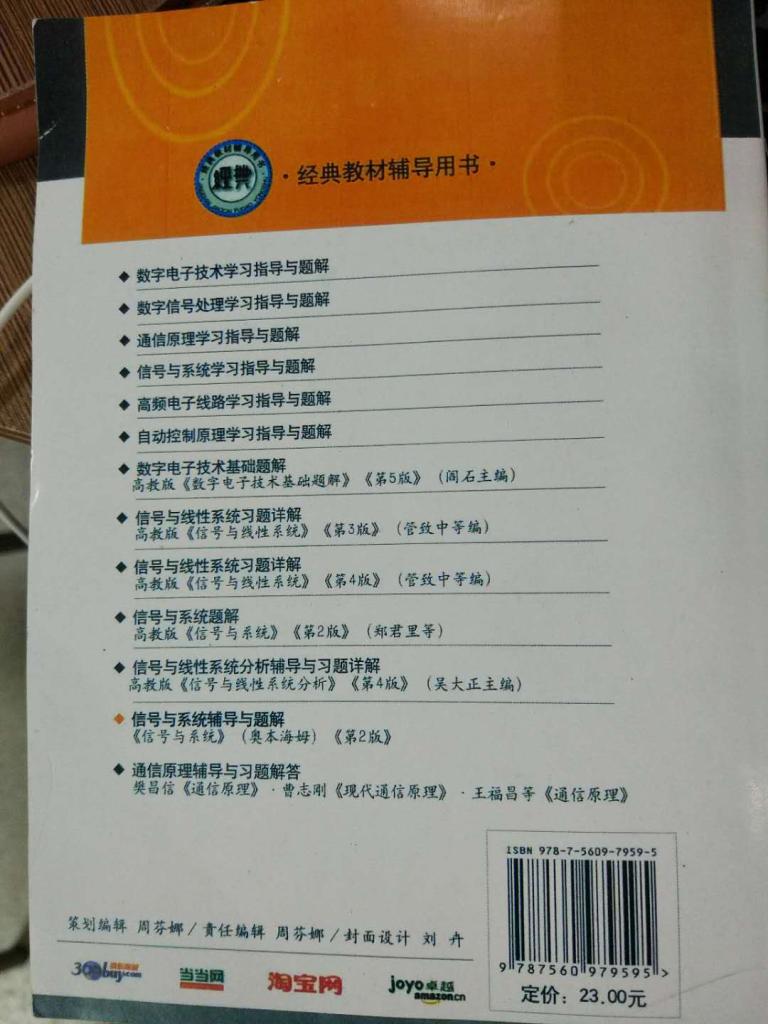 经典
·经典教材辅导用书·
◆ 数字电子技术学习指导与题解
◆ 数字信号处理学习指导与题解
◆ 通信原理学习指导与题解
◆ 信号与系统学习指导与题解
◆ 高频电子线路学习指导与题解
◆ 自动控制原理学习指导与题解
◆ 数字电子技术基础题解
高教版《数字电子技术基础题解》《第5版》(阎石主编)
◆ 信号与线性系统习题详解
高教版《信号与线性系统》《第3版》(管致中等编)
◆ 信号与线性系统习题详解
高教版《信号与线性系统》《第4版》(管致中等编)
◆ 信号与系统题解
高教版《信号与系统》《第2版》(郑君里等)
◆ 信号与线性系统分析辅导与习题详解
高教版《信号与线性系统分析》《第4版》(吴大正主编)
◆ 信号与系统辅导与题解
《信号与系统》(奥本海姆)《第2版》
◆ 通信原理辅导与习题解答
樊昌信《通信原理》·曹志刚《现代通信原理》·王福昌等《通信原理》
ISBN 978-7-5609-7959-5
9 787560 979595 >
定价：23.00元
策划编辑 周芬娜/責任编辑 周芬娜/封面设计 刘卉
360buy.com
当当网
淘宝网
joyo卓越
amazon.cn